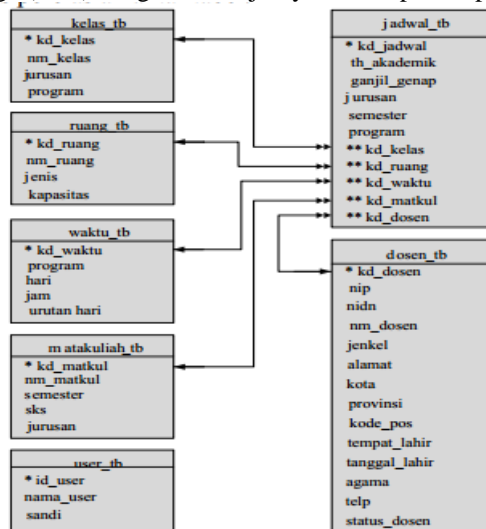 kelas_tb
* kd_kelas
nm_kelas
jurusan
program
ruang_tb
* kd_ruang
nm_ruang
jenis
kapasitas
waktu_tb
* kd_waktu
program
hari
jam
urutan hari
matakuliah_tb
* kd_matkul
nm_matkul
semester
sks
jurusan
user_tb
* id_user
nama_user
sandi
jadwal_tb
* kd_jadwal
th_akademik
ganjil_genap
jurusan
semester
program
** kd_kelas
** kd_ruang
** kd_waktu
** kd_matkul
** kd_dosen
dosen_tb
* kd_dosen
nip
nidn
nm_dosen
jenkel
alamat
kota
provinsi
kode_pos
tempat_lahir
tanggal_lahir
agama
telp
status_dosen